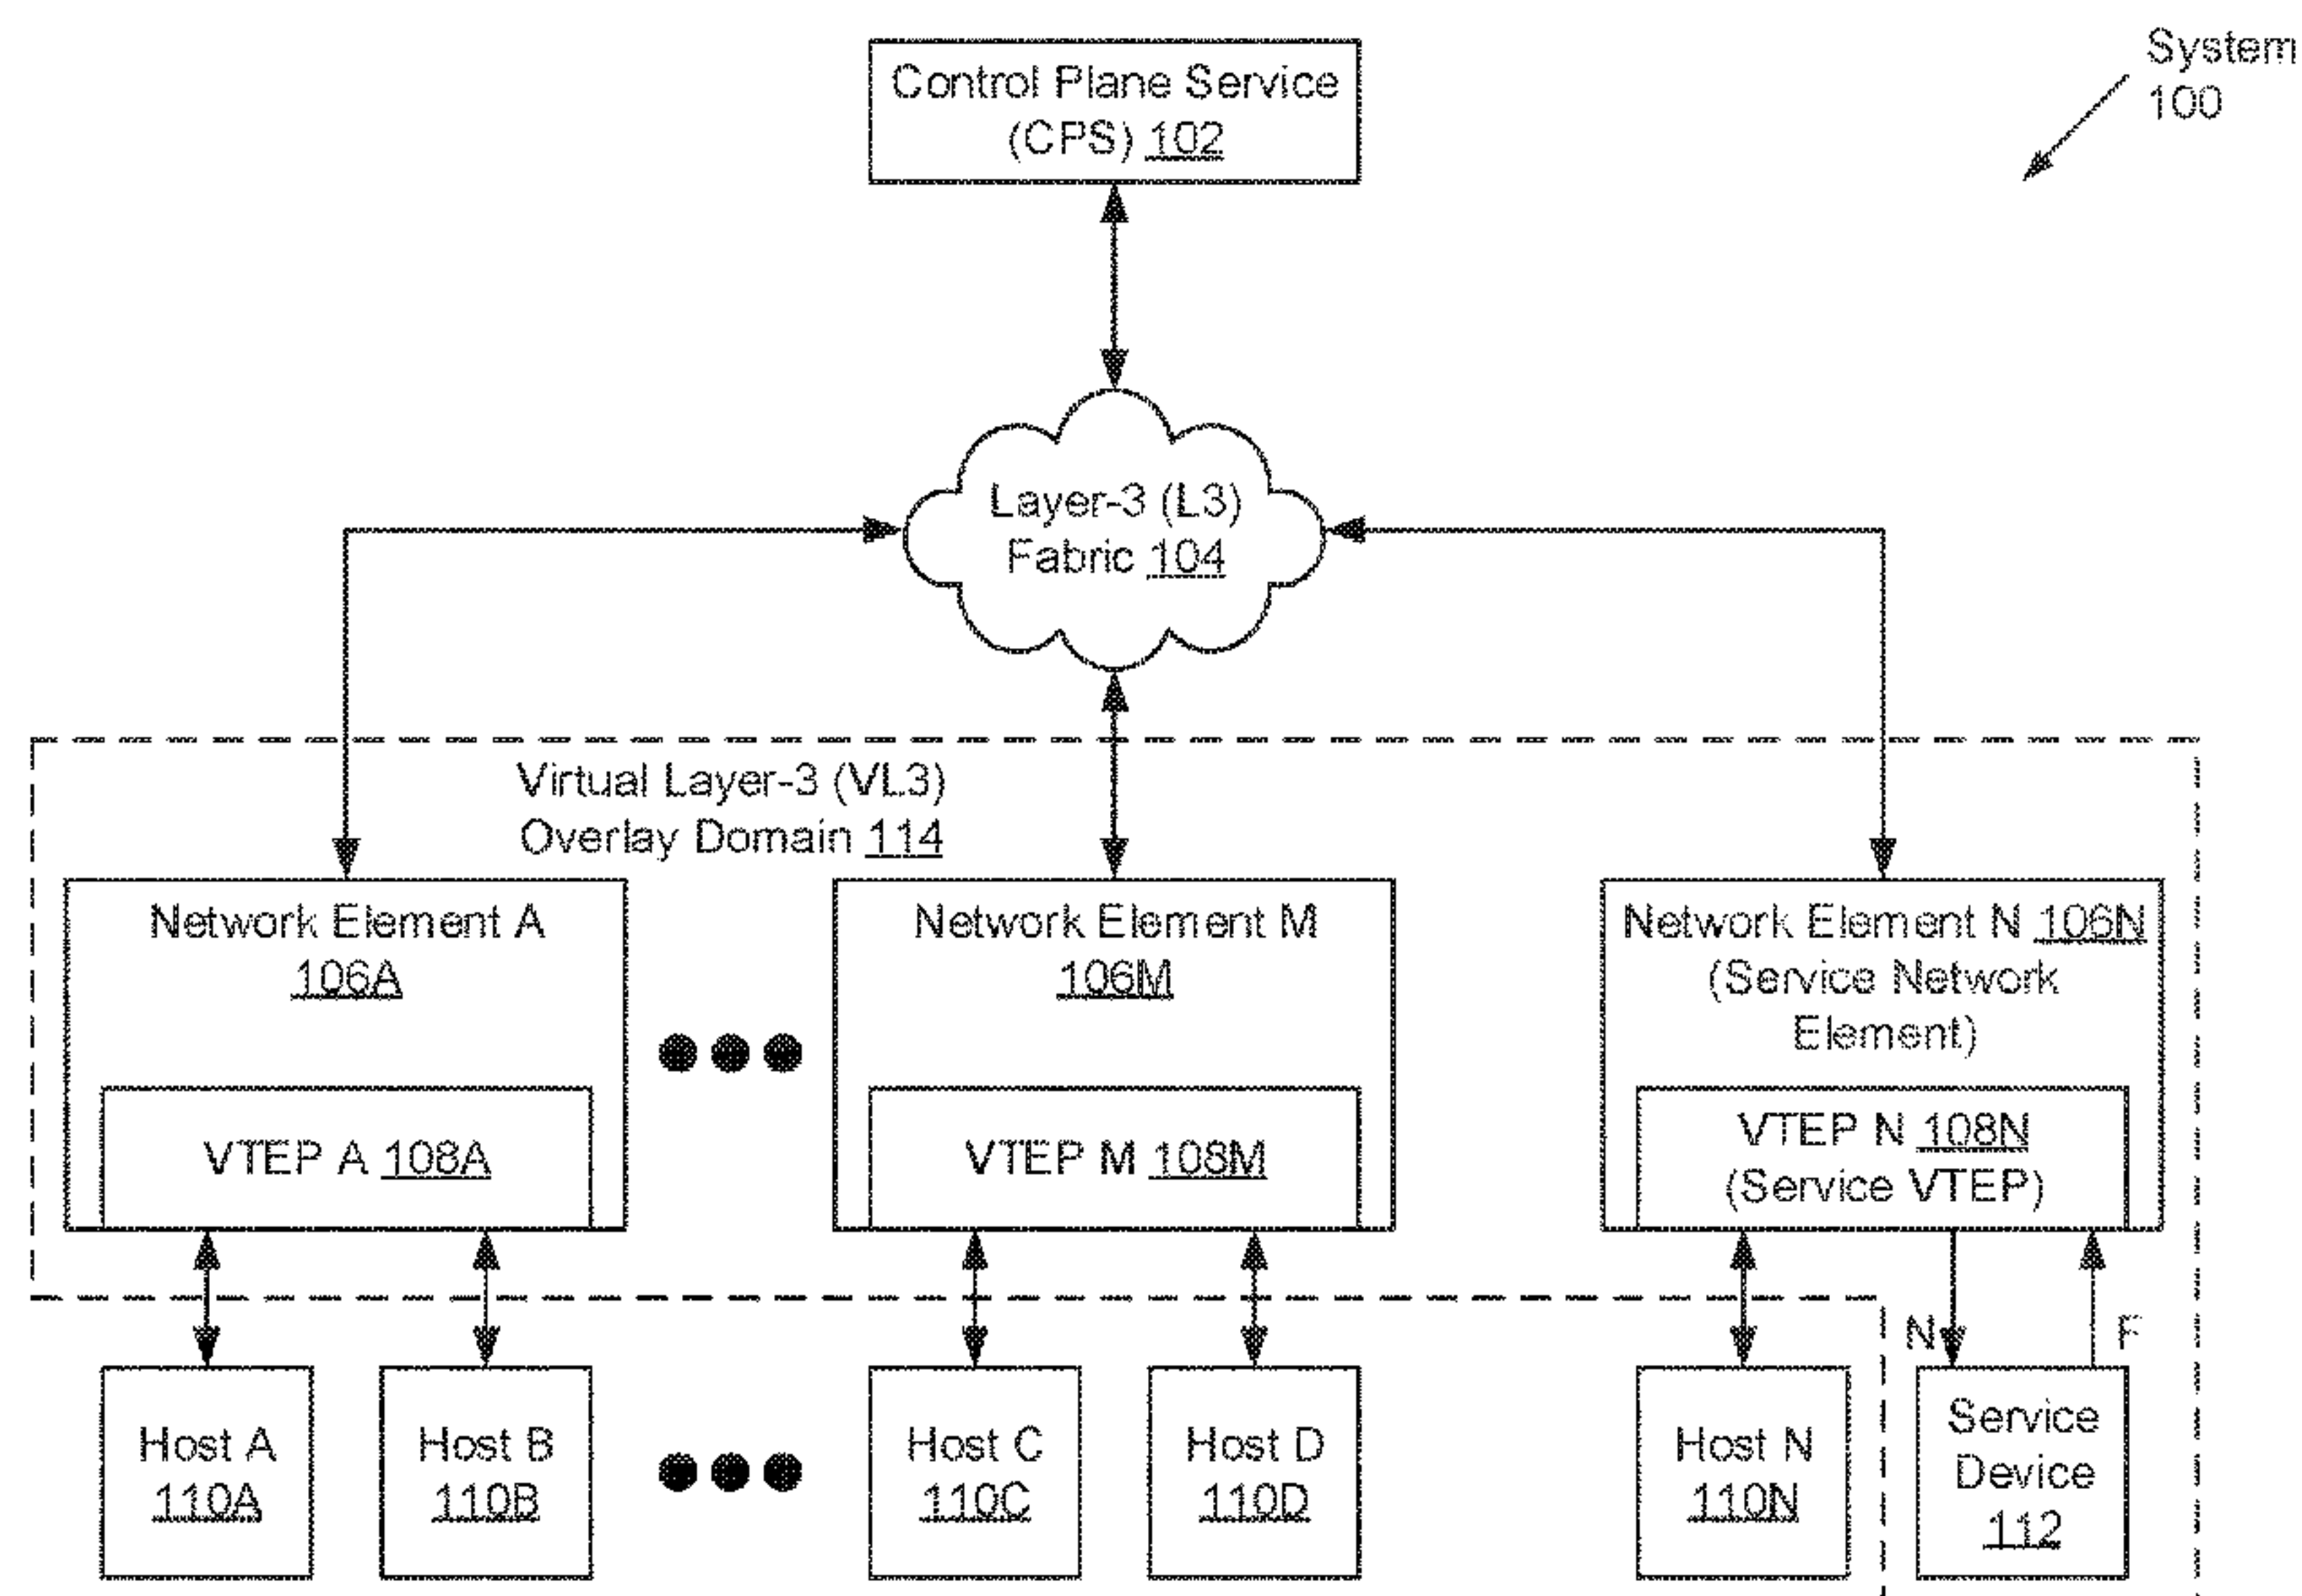 System
100
Control Plane Service
(CPS) 102
Layer-3 (L3)
Fabric 104
Virtual Layer-3 (VL3)
Overlay Domain 114
Network Element A
106A
VTEP A 108A
Network Element M
106M
VTEP M 108M
Network Element N 106N
(Service Network
Element)
VTEP N 108N
(Service VTEP)
N
F
Host A
110A
Host B
110B
Host C
110C
Host D
110D
Host N
110N
Service
Device
112